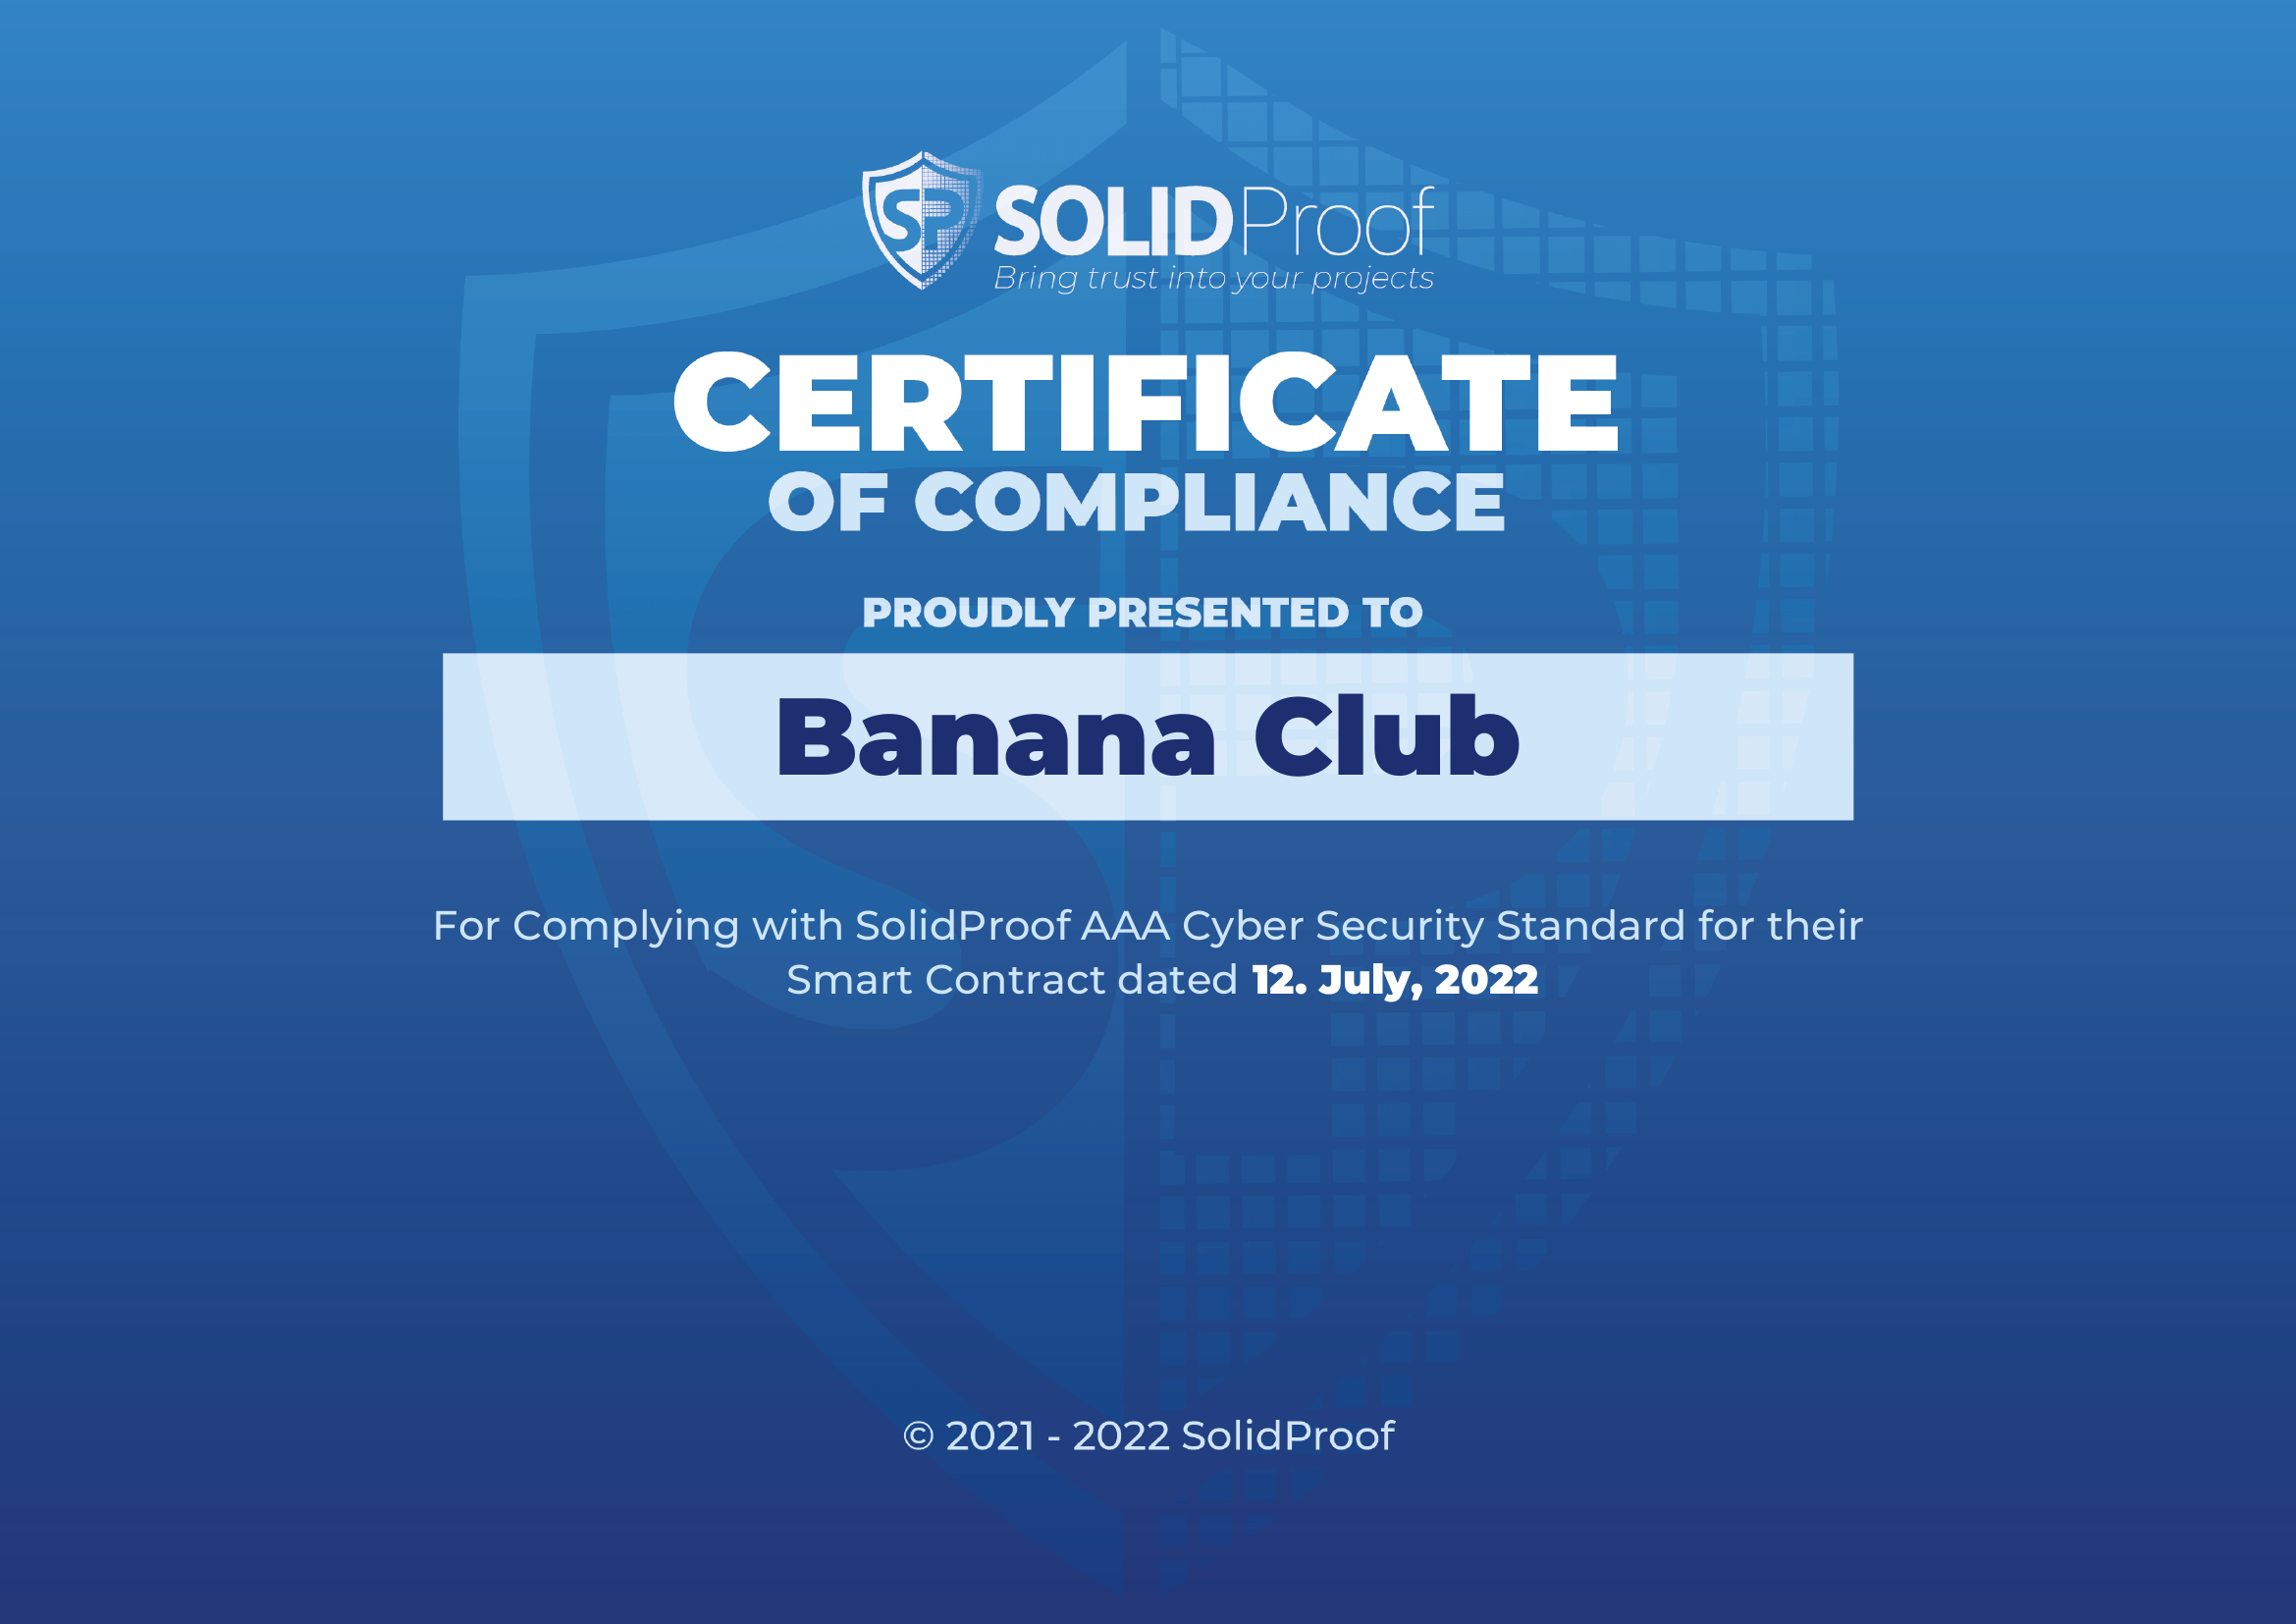 SP SOLIDProof
Bring trust into your projects
CERTIFICATE
OF COMPLIANCE
PROUDLY PRESENTED TO
Banana Club
For Complying with SolidProof AAA Cyber Security Standard for their
Smart Contract dated 12. July, 2022
© 2021 - 2022 SolidProof